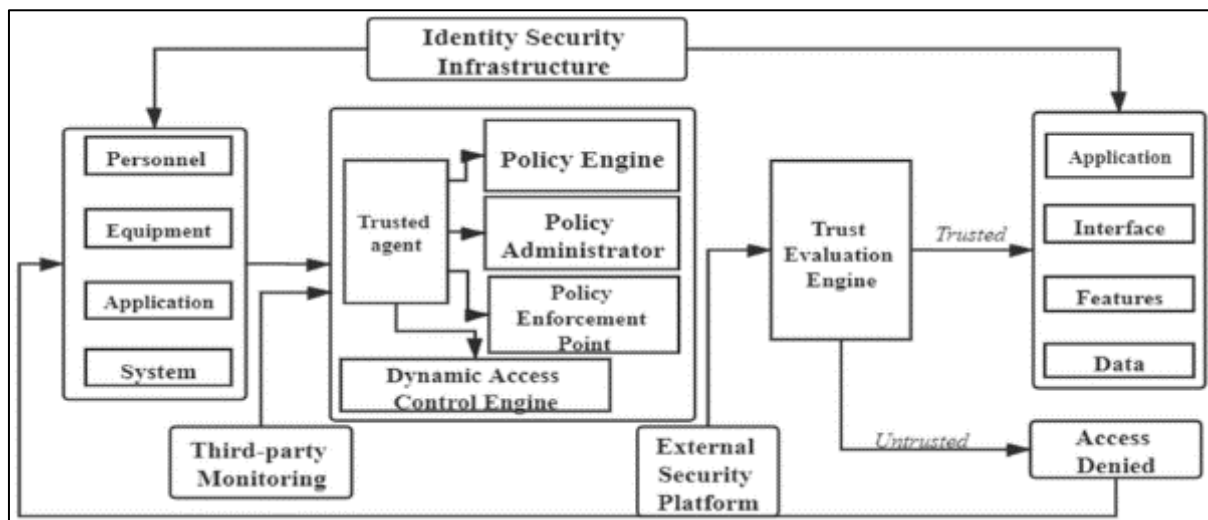 Identity Security
Infrastructure
Personnel
Equipment
Application
System
Trusted
agent
Policy Engine
Policy
Administrator
Policy
Enforcement
Point
Dynamic Access
Control Engine
Third-party
Monitoring
External
Security
Platform
Trust
Evaluation
Engine
Trusted
Untrusted
Application
Interface
Features
Data
Access
Denied